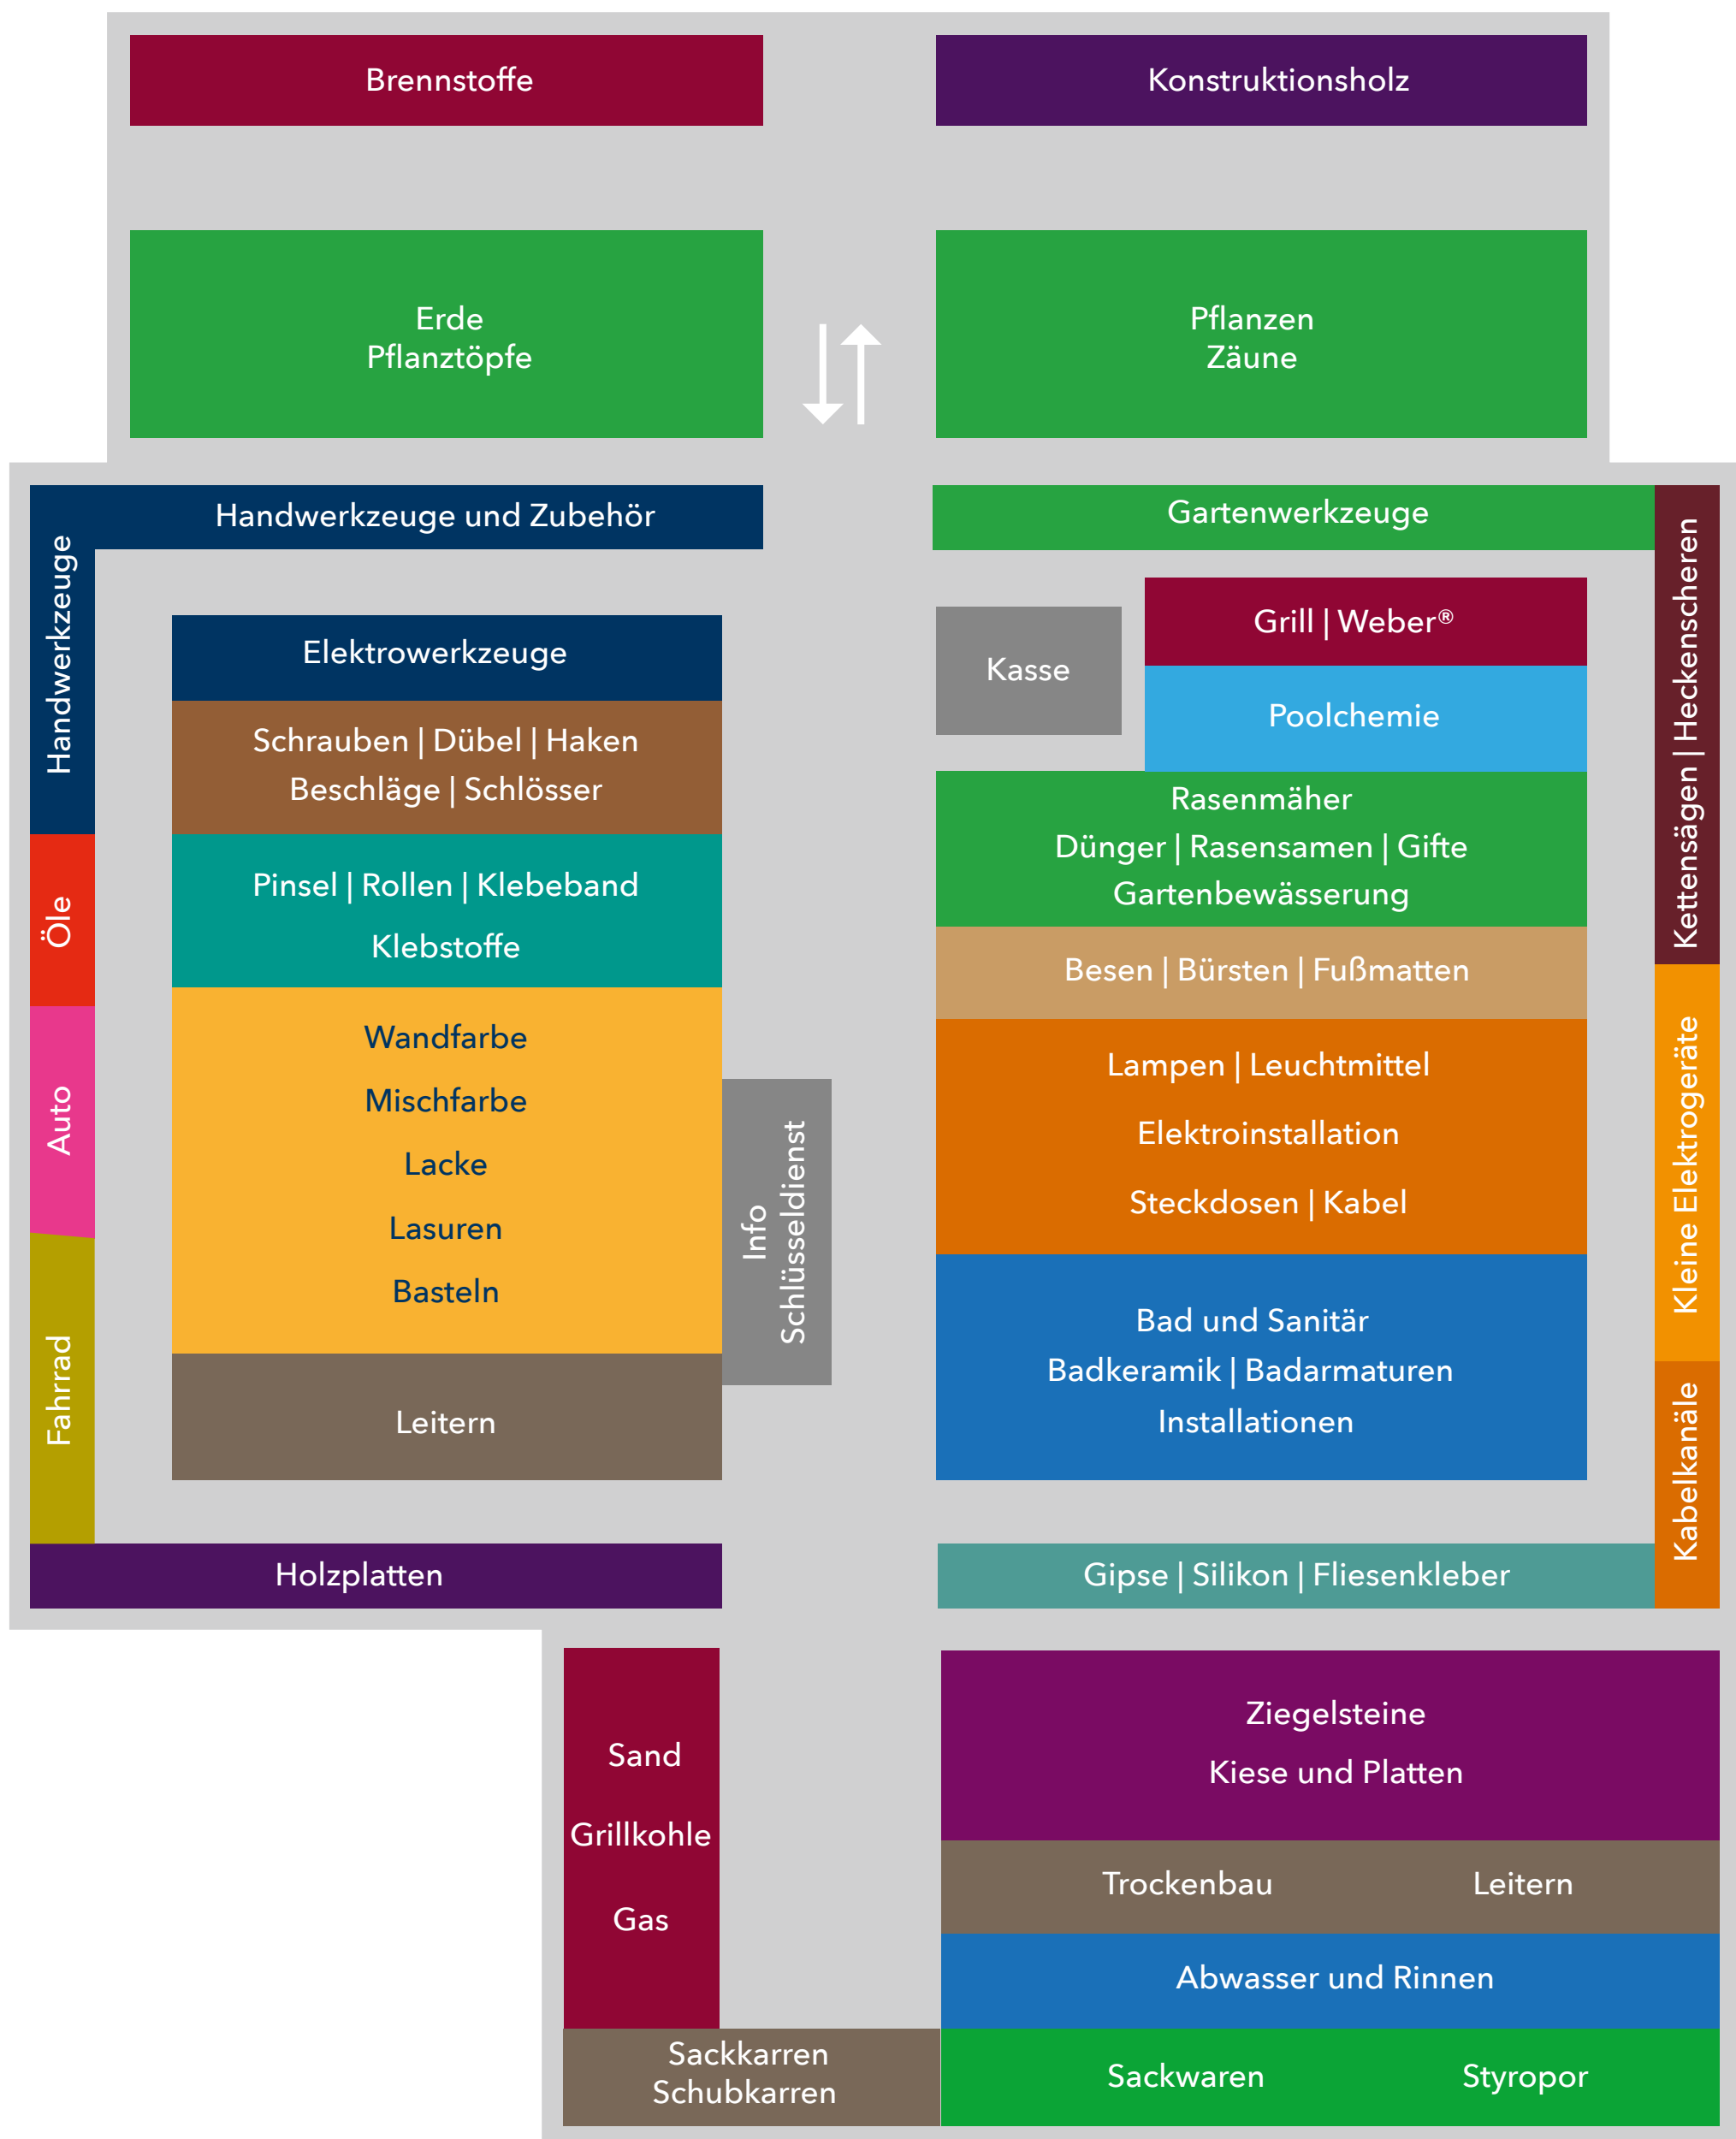 Brennstoffe
Konstruktionsholz
Erde
Pflanztöpfe
Pflanzen
Zäune
Handwerkzeuge und Zubehör
Gartenwerkzeuge
Handwerkzeuge
Öle
Auto
Fahrrad
Elektrowerkzeuge
Schrauben | Dübel | Haken
Beschläge | Schlösser
Pinsel | Rollen | Klebeband
Klebstoffe
Wandfarbe
Mischfarbe
Lacke
Lasuren
Basteln
Leitern
Info
Schlüsseldienst
Kasse
Grill | Weber®
Poolchemie
Rasenmäher
Dünger | Rasensamen | Gifte
Gartenbewässerung
Besen | Bürsten | Fußmatten
Lampen | Leuchtmittel
Elektroinstallation
Steckdosen | Kabel
Bad und Sanitär
Badkeramik | Badarmaturen
Installationen
Kettensägen | Heckenscheren
Kleine Elektrogeräte
Kabelkanäle
Holzplatten
Gipse | Silikon | Fliesenkleber
Sand
Grillkohle
Gas
Ziegelsteine
Kiese und Platten
Trockenbau
Leitern
Abwasser und Rinnen
Sackkarren
Schubkarren
Sackwaren
Styropor